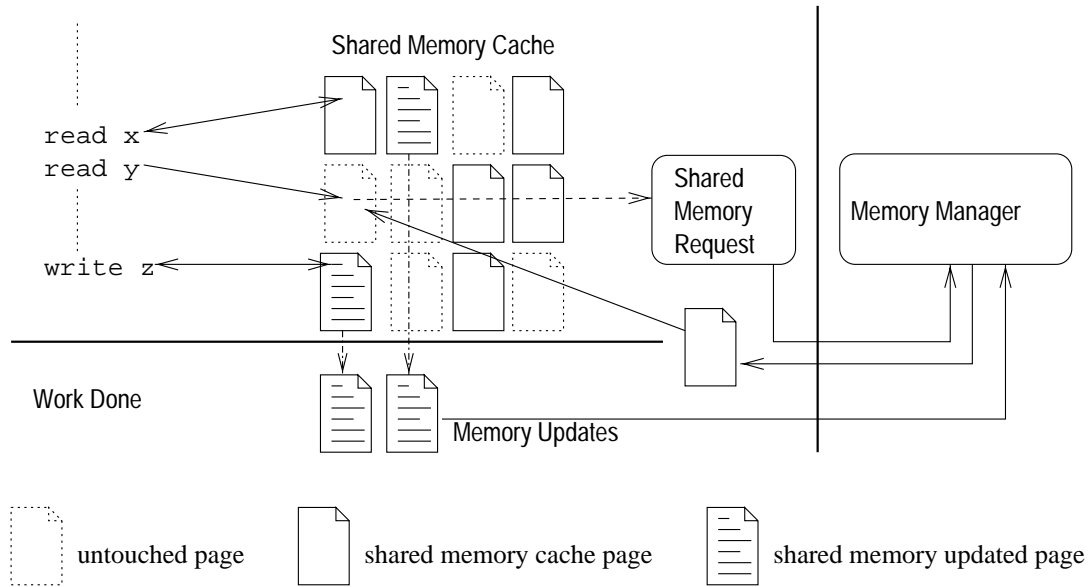 Shared Memory Cache
read x
read y
Shared
Memory
Request
Memory Manager
write z
Work Done
Memory Updates
untouched page
shared memory cache page
shared memory updated page